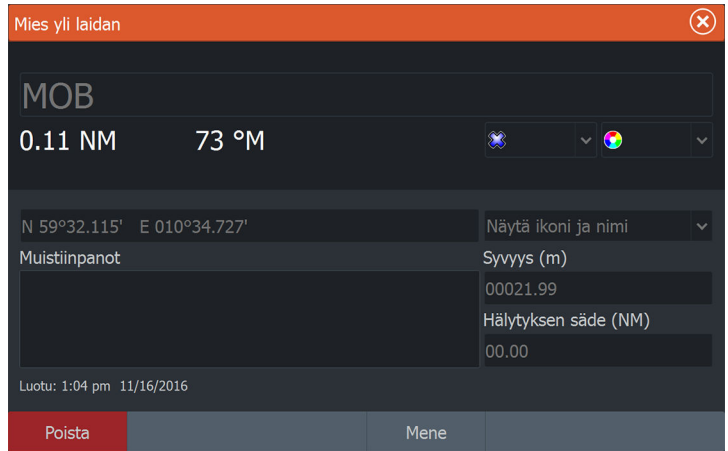 Mies yli laidan
MOB
0.11 NM 73 °M
N 59°32.115' E 010°34.727' Näytä ikoni ja nimi
Muistiinpanot Syvyys (m)
00021.99
Hälytyksen säde (NM)
00.00
Luotu: 1:04 pm 11/16/2016
Poista Mene